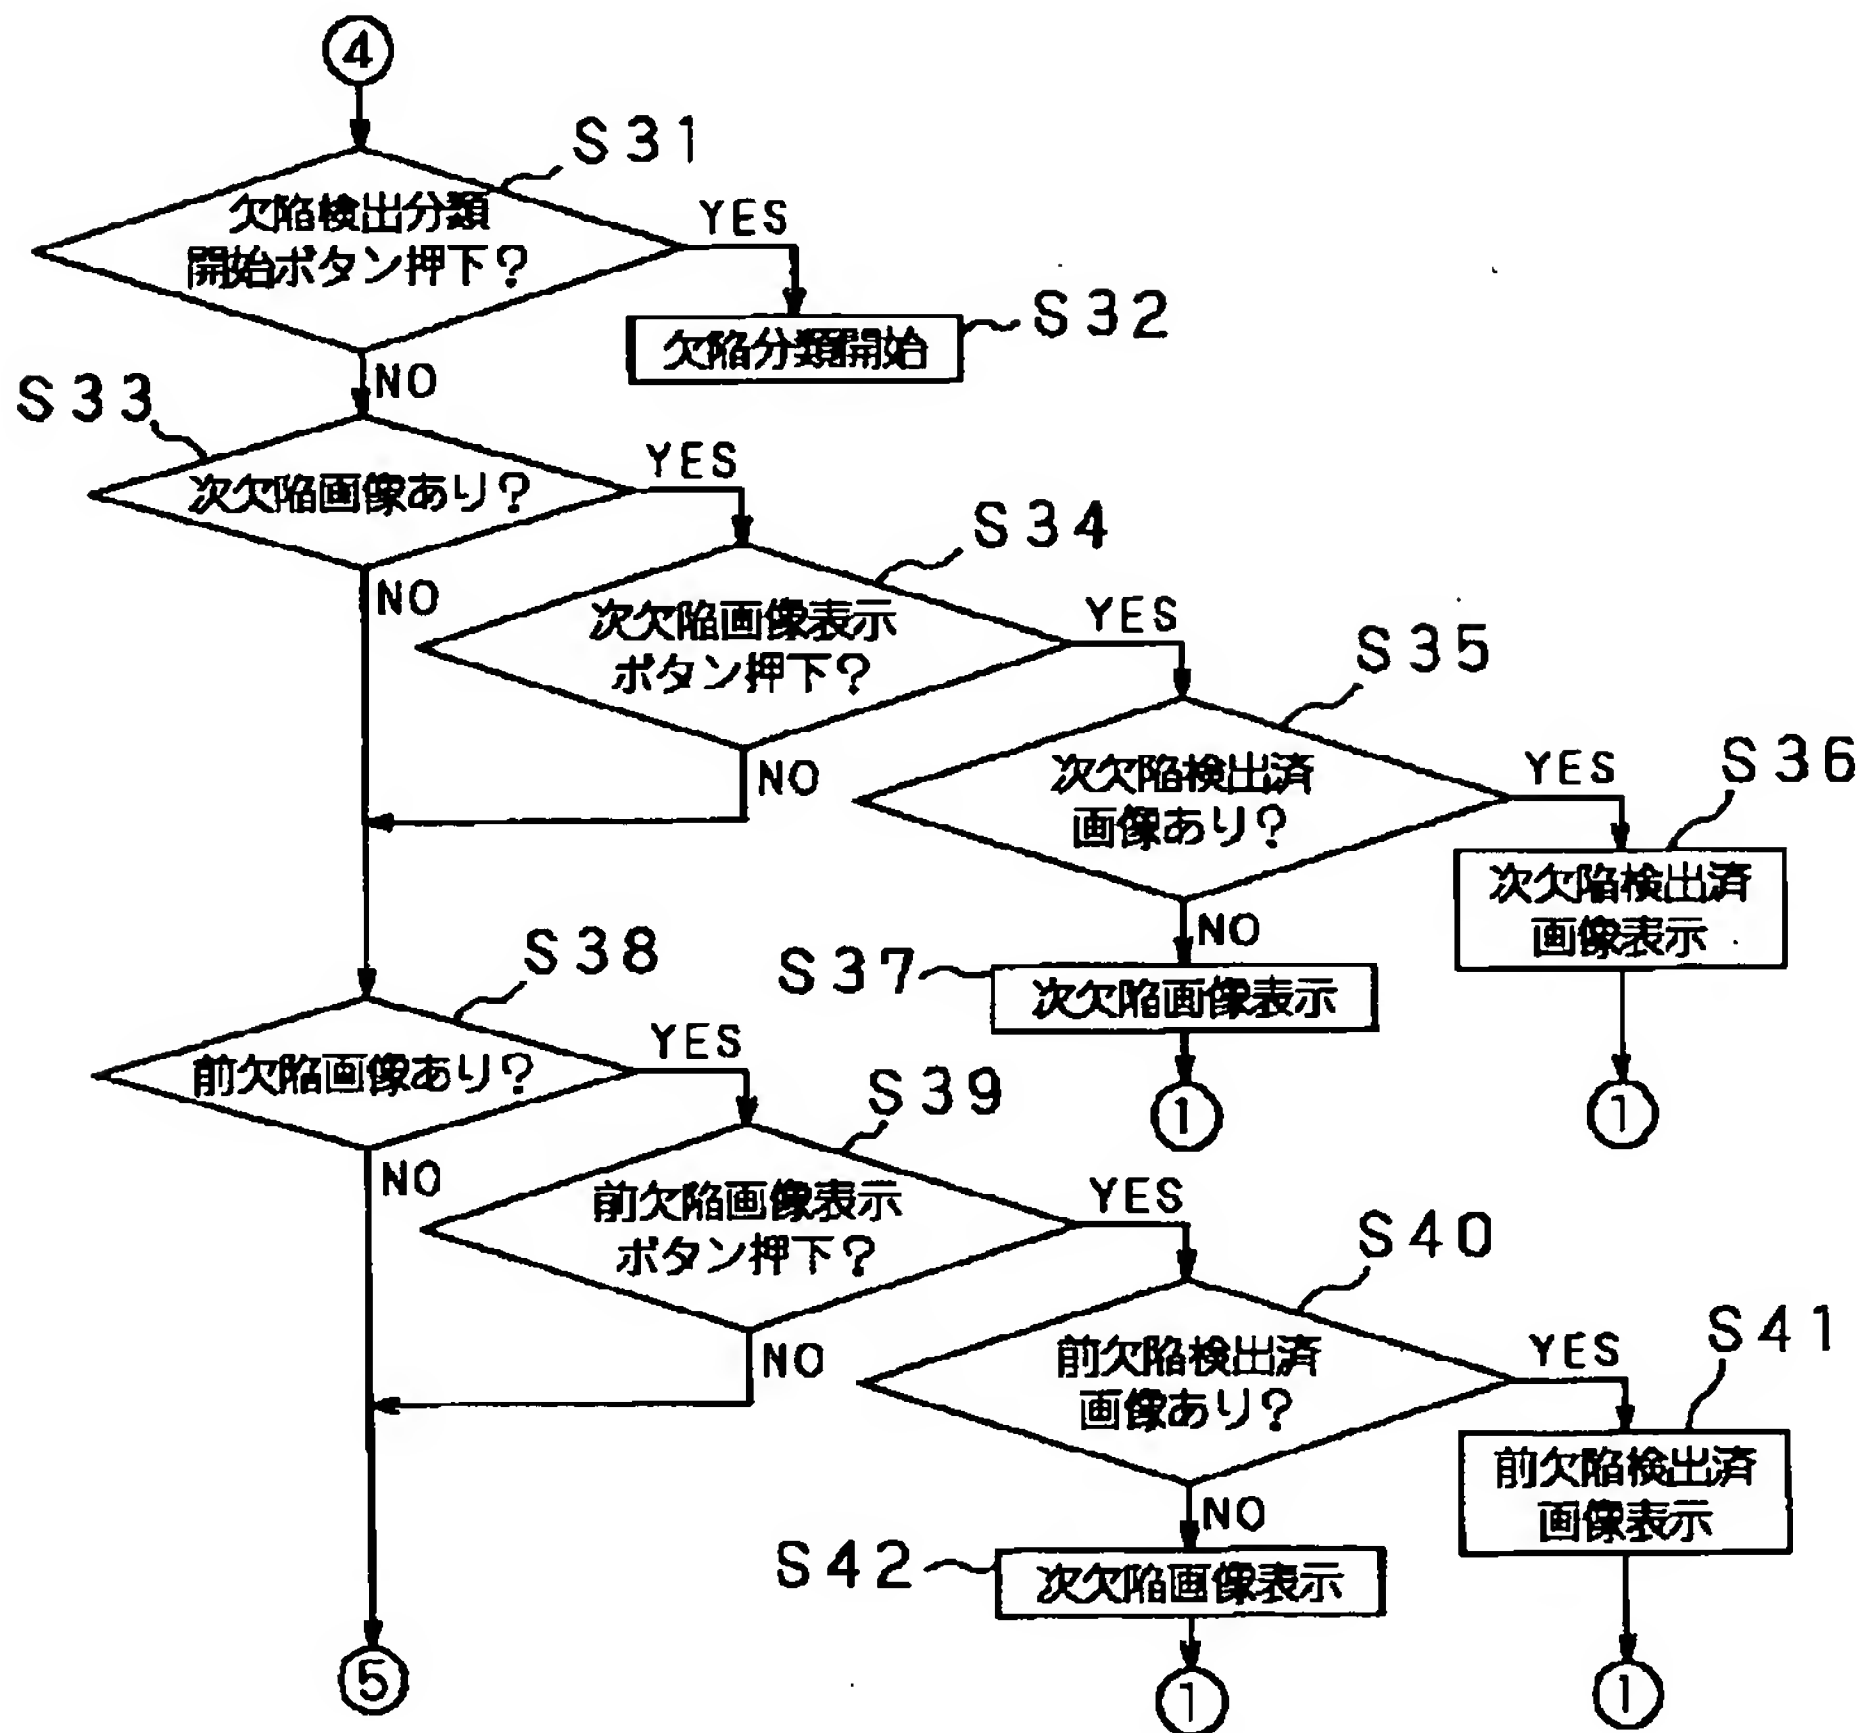 ④
S31
欠陥検出分類
開始ボタン押下？
YES
S32
欠陥分類開始
NO
S33
次欠陥画像あり？
YES
S34
NO
次欠陥画像表示
ボタン押下？
YES
S35
NO
次欠陥検出済
画像あり？
YES
S36
次欠陥検出済
画像表示
NO
S37
次欠陥画像表示
①
①
S38
前欠陥画像あり？
YES
S39
NO
前欠陥画像表示
ボタン押下？
YES
S40
NO
前欠陥検出済
画像あり？
YES
S41
前欠陥検出済
画像表示
NO
S42
次欠陥画像表示
⑤
①
①